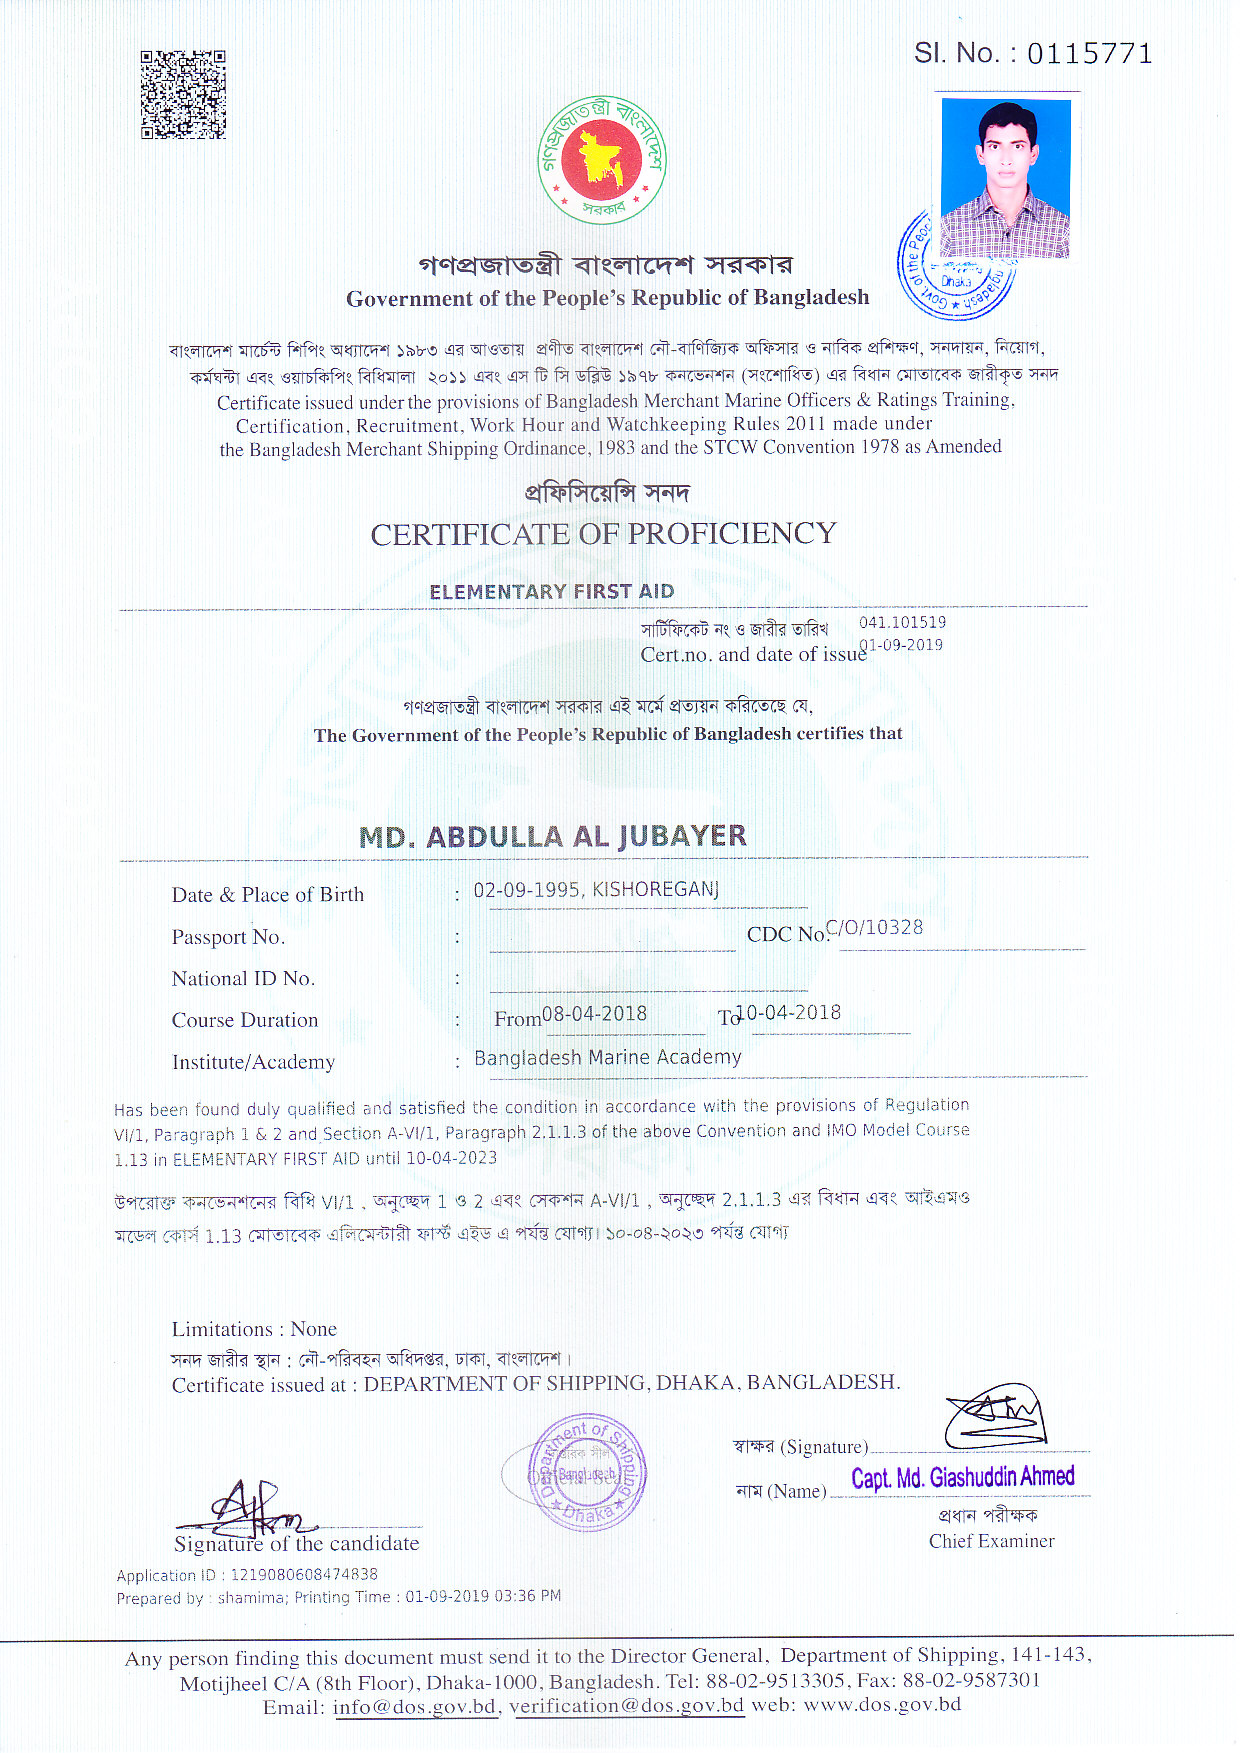 Sl. No. : 0115771
গণপ্রজাতন্ত্রী বাংলাদেশ
সরকার
গণপ্রজাতন্ত্রী বাংলাদেশ সরকার
Government of the People's Republic of Bangladesh
Dhaka
বাংলাদেশ মার্চেন্ট শিপিং অধ্যাদেশ ১৯৮৩ এর আওতায় প্রণীত বাংলাদেশ নৌ-বাণিজ্যিক অফিসার ও নাবিক প্রশিক্ষণ, সনদায়ন, নিয়োগ,
কর্মঘন্টা এবং ওয়াচকিপিং বিধিমালা ২০১১ এবং এস টি সি ডব্লিউ ১৯৭৮ কনভেনশন (সংশোধিত) এর বিধান মোতাবেক জারীকৃত সনদ
Certificate issued under the provisions of Bangladesh Merchant Marine Officers & Ratings Training,
Certification, Recruitment, Work Hour and Watchkeeping Rules 2011 made under
the Bangladesh Merchant Shipping Ordinance, 1983 and the STCW Convention 1978 as Amended
প্রফিসিয়েন্সি সনদ
CERTIFICATE OF PROFICIENCY
ELEMENTARY FIRST AID
সার্টিফিকেট নং ও জারীর তারিখ 041.101519
Cert.no. and date of issue 01-09-2019
গণপ্রজাতন্ত্রী বাংলাদেশ সরকার এই মর্মে প্রত্যয়ন করিতেছে যে,
The Government of the People's Republic of Bangladesh certifies that
MD. ABDULLA AL JUBAYER
Date & Place of Birth : 02-09-1995, KISHOREGANJ
Passport No. : CDC No. C/O/10328
National ID No. :
Course Duration : From 08-04-2018 To 10-04-2018
Institute/Academy : Bangladesh Marine Academy
Has been found duly qualified and satisfied the condition in accordance with the provisions of Regulation
VI/1, Paragraph 1 & 2 and Section A-VI/1, Paragraph 2.1.1.3 of the above Convention and IMO Model Course
1.13 in ELEMENTARY FIRST AID until 10-04-2023
উপরোক্ত কনভেনশনের বিধি VI/1 , অনুচ্ছেদ 1 ও 2 এবং সেকশন A-VI/1 , অনুচ্ছেদ 2.1.1.3 এর বিধান এবং আইএমও
মডেল কোর্স 1.13 মোতাবেক এলিমেন্টারী ফার্স্ট এইড এ পর্যন্ত যোগ্য। ১০-০৪-২০২৩ পর্যন্ত যোগ্য
Limitations : None
সনদ জারীর স্থান : নৌ-পরিবহন অধিদপ্তর, ঢাকা, বাংলাদেশ।
Certificate issued at : DEPARTMENT OF SHIPPING, DHAKA, BANGLADESH.
Department of Shipping
Bangladesh
Dhaka
স্বাক্ষর (Signature)
নাম (Name) Capt. Md. Giashuddin Ahmed
প্রধান পরীক্ষক
Chief Examiner
Signature of the candidate
Application ID : 1219080608474838
Prepared by : shamima; Printing Time : 01-09-2019 03:36 PM
Any person finding this document must send it to the Director General, Department of Shipping, 141-143,
Motijheel C/A (8th Floor), Dhaka-1000, Bangladesh. Tel: 88-02-9513305, Fax: 88-02-9587301
Email: info@dos.gov.bd, verification@dos.gov.bd web: www.dos.gov.bd